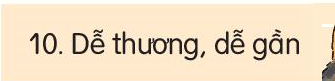 10. Dễ thương, dễ gần